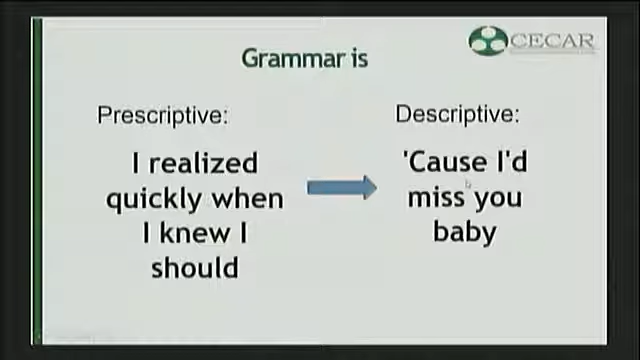 Grammar is
CECAR
Prescriptive:
I realized
quickly when
I knew I
should
Descriptive:
'Cause I'd
miss you
baby